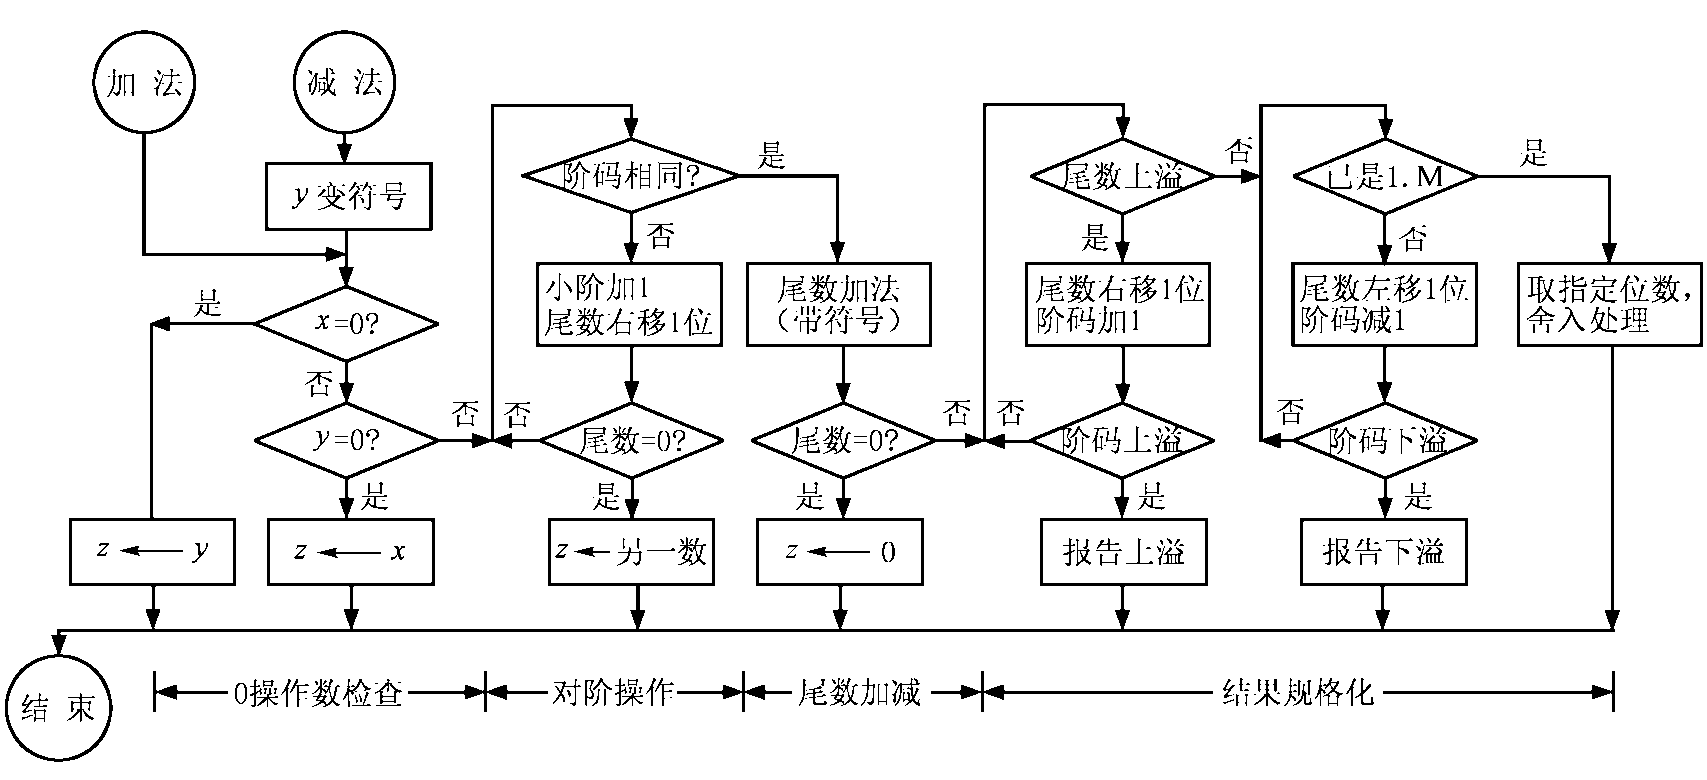 加 法
减 法
y 变符号
x=0?
是
否
y=0?
否
是
z ← y
z ← x
阶码相同?
是
否
小阶加1
尾数右移1位
尾数=0?
否
是
z ← 另一数
尾数加法
(带符号)
尾数=0?
否
是
z ← 0
尾数上溢
否
是
尾数右移1位
阶码加1
阶码上溢
否
是
报告上溢
已是1.M
是
否
尾数左移1位
阶码减1
阶码下溢
否
是
报告下溢
取指定位数,
舍入处理
结 束
0操作数检查
对阶操作
尾数加减
结果规格化